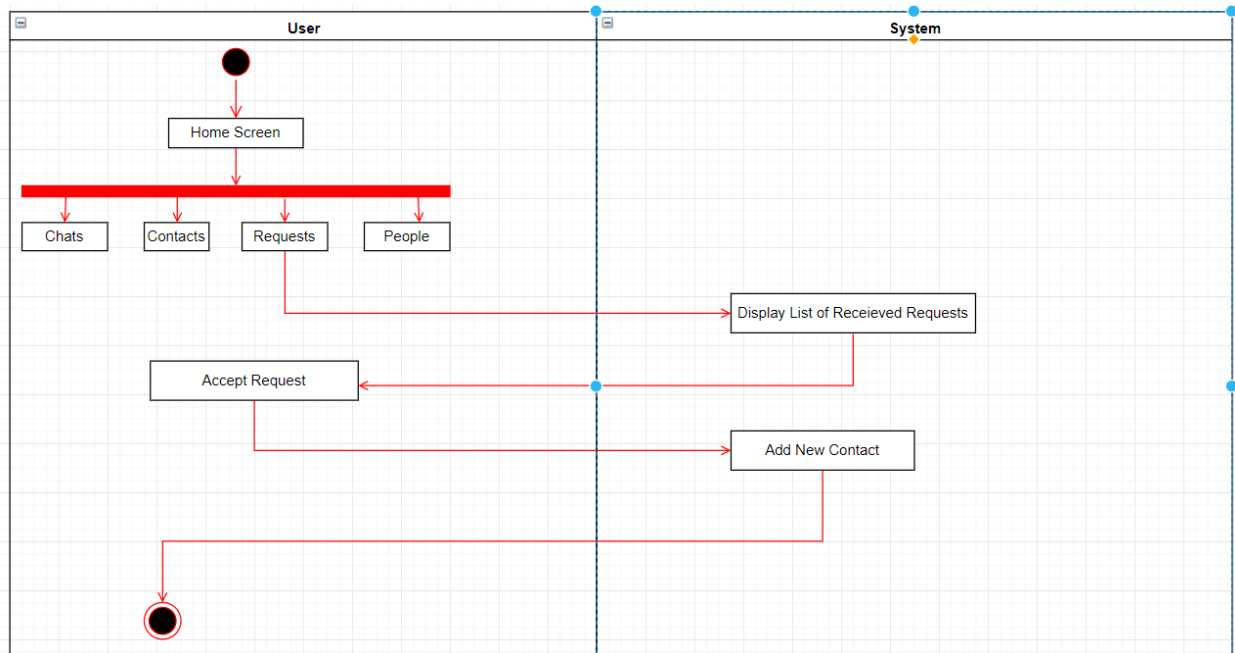 User
System
Home Screen
Chats
Contacts
Requests
People
Display List of Receieved Requests
Accept Request
Add New Contact